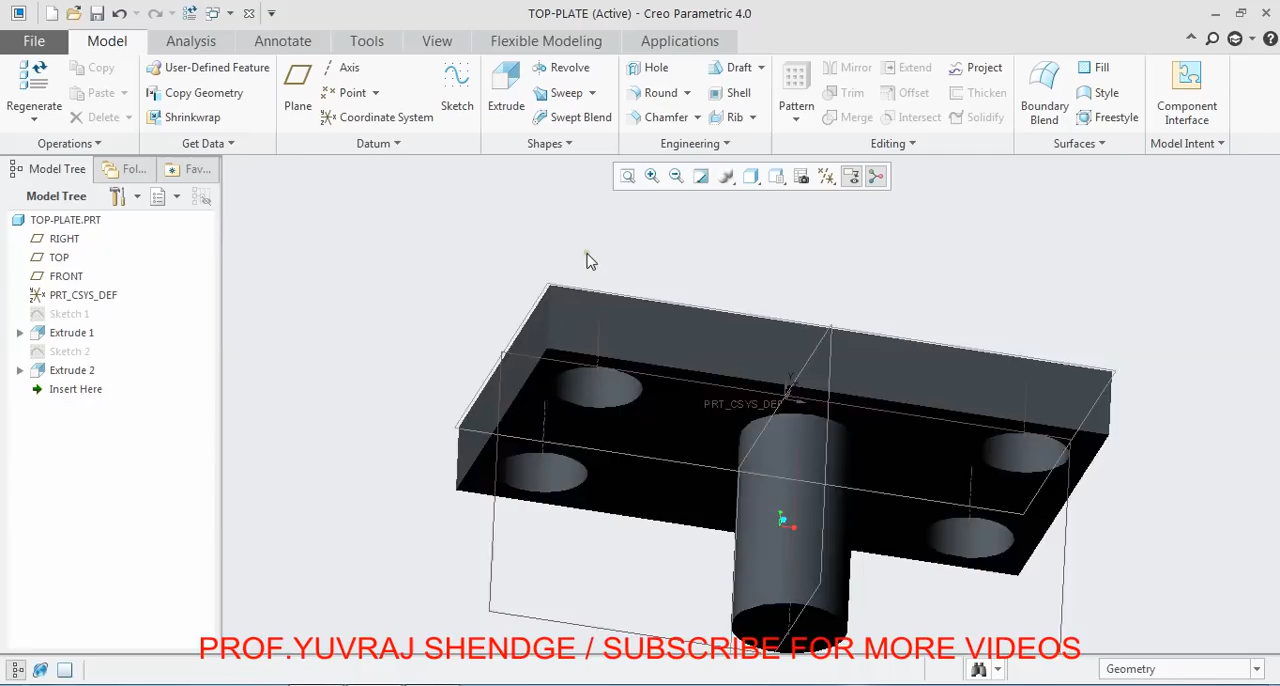 TOP-PLATE (Active) - Creo Parametric 4.0
File Model Analysis Annotate Tools View Flexible Modeling Applications
Regenerate
Copy
Paste
Delete
Operations
User-Defined Feature
Copy Geometry
Shrinkwrap
Get Data
Plane
Axis
Point
Coordinate System
Sketch
Datum
Extrude
Revolve
Sweep
Swept Blend
Shapes
Hole
Round
Chamfer
Draft
Shell
Rib
Engineering
Pattern
Mirror
Trim
Merge
Extend
Offset
Intersect
Project
Thicken
Solidify
Editing
Boundary
Blend
Fill
Style
Freestyle
Surfaces
Component
Interface
Model Intent
Model Tree Fol... Fav...
Model Tree
TOP-PLATE.PRT
RIGHT
TOP
FRONT
PRT_CSYS_DEF
Sketch 1
Extrude 1
Sketch 2
Extrude 2
Insert Here
Y
PRT_CSYS_DEF
PROF.YUVRAJ SHENDGE / SUBSCRIBE FOR MORE VIDEOS
Geometry